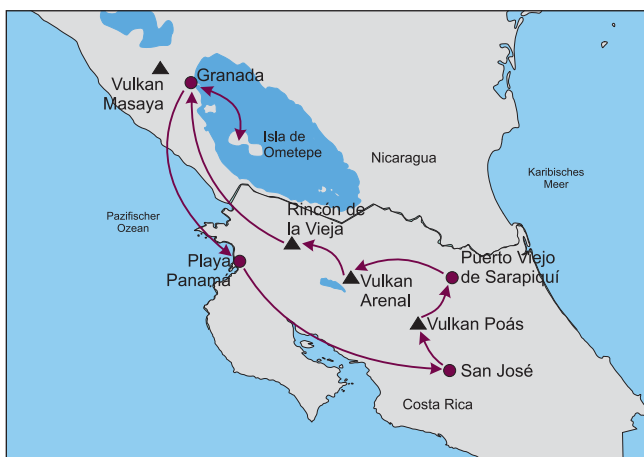 Vulkan
Masaya
Granada
Isla de
Ometepe
Nicaragua
Karibisches
Meer
Pazifischer
Ozean
Rincón de
la Vieja
Playa
Panamá
Vulkan
Arenal
Puerto Viejo
de Sarapiquí
Vulkan Poás
San José
Costa Rica